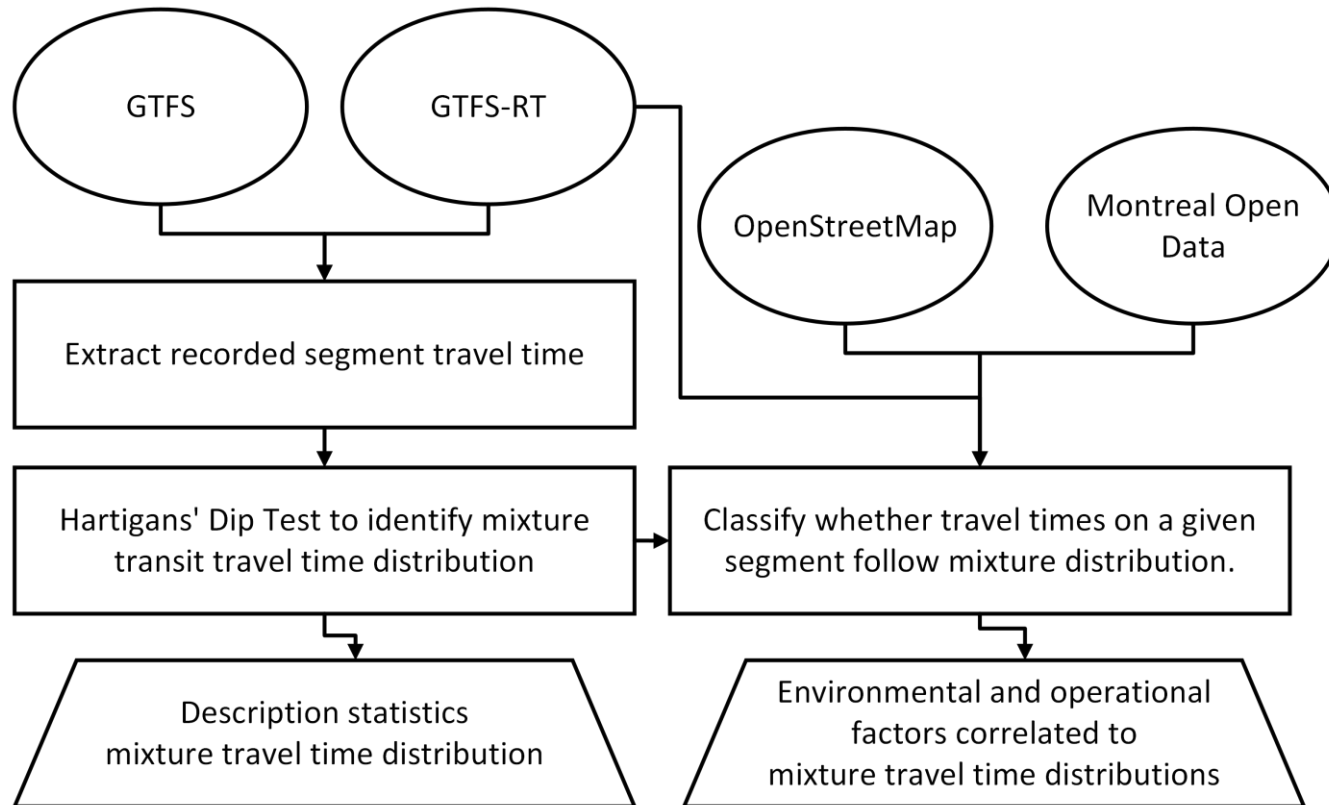 GTFS
GTFS-RT
OpenStreetMap
Montreal Open
Data
Extract recorded segment travel time
Hartigans' Dip Test to identify mixture
transit travel time distribution
Classify whether travel times on a given
segment follow mixture distribution.
Description statistics
mixture travel time distribution
Environmental and operational
factors correlated to
mixture travel time distributions